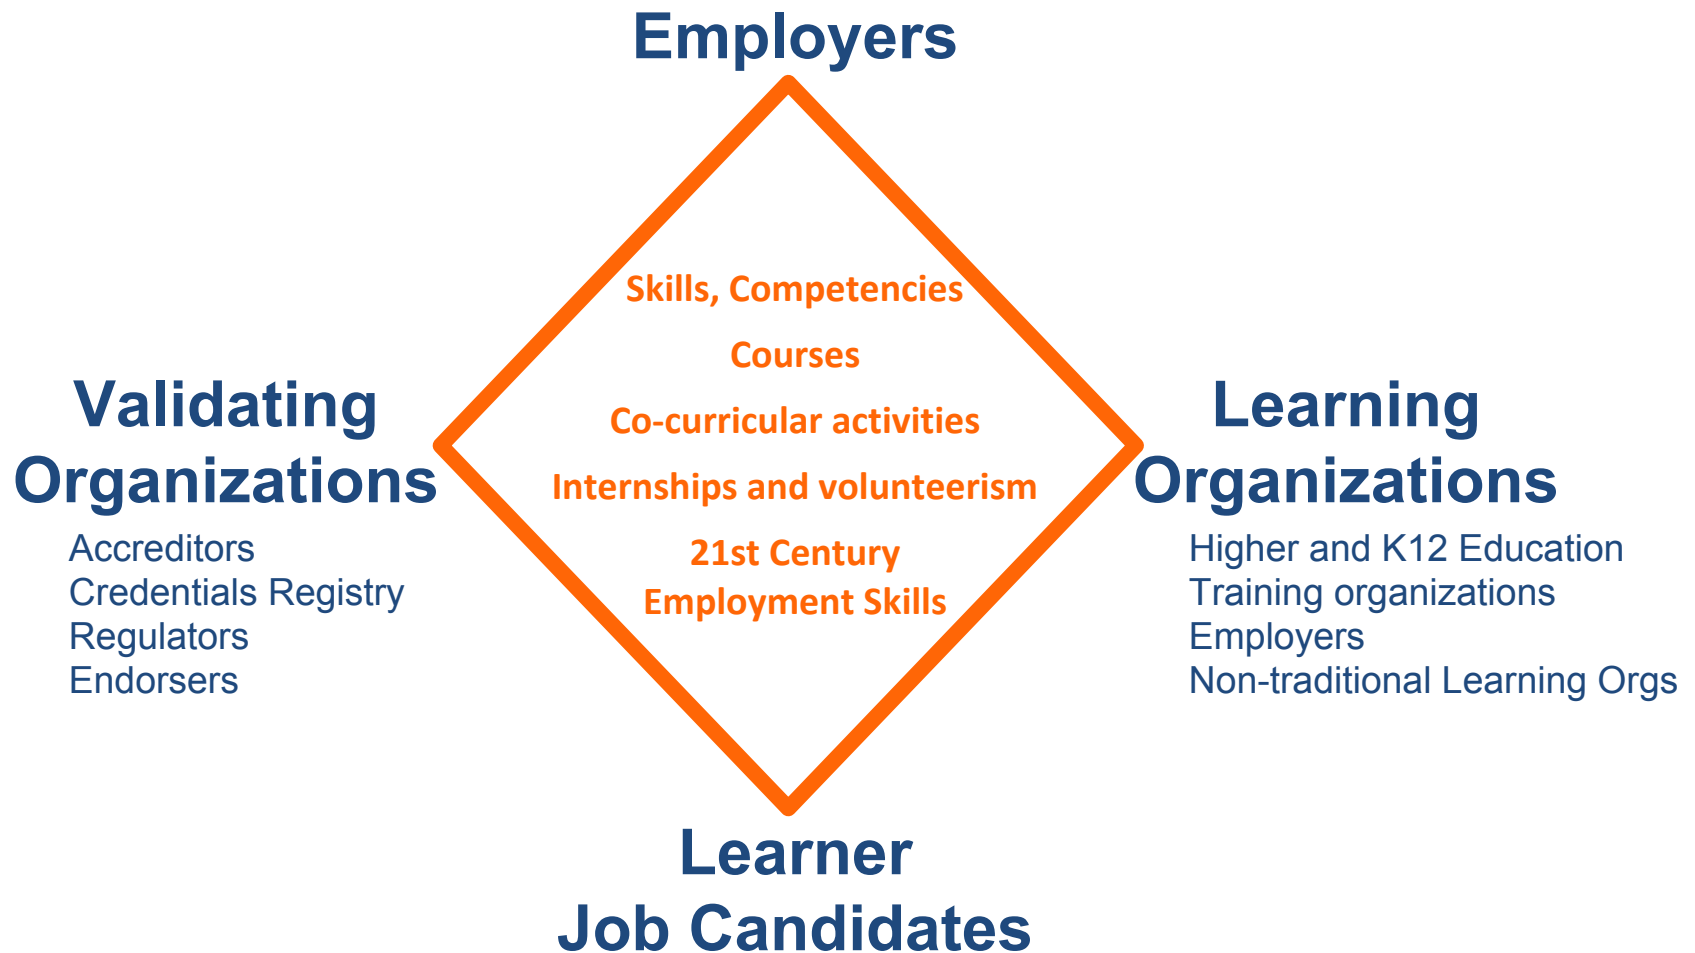 Employers
Skills, Competencies
Courses
Co-curricular activities
Internships and volunteerism
21st Century
Employment Skills
Validating
Organizations
Accreditors
Credentials Registry
Regulators
Endorsers
Learning
Organizations
Higher and K12 Education
Training organizations
Employers
Non-traditional Learning Orgs
Learner
Job Candidates